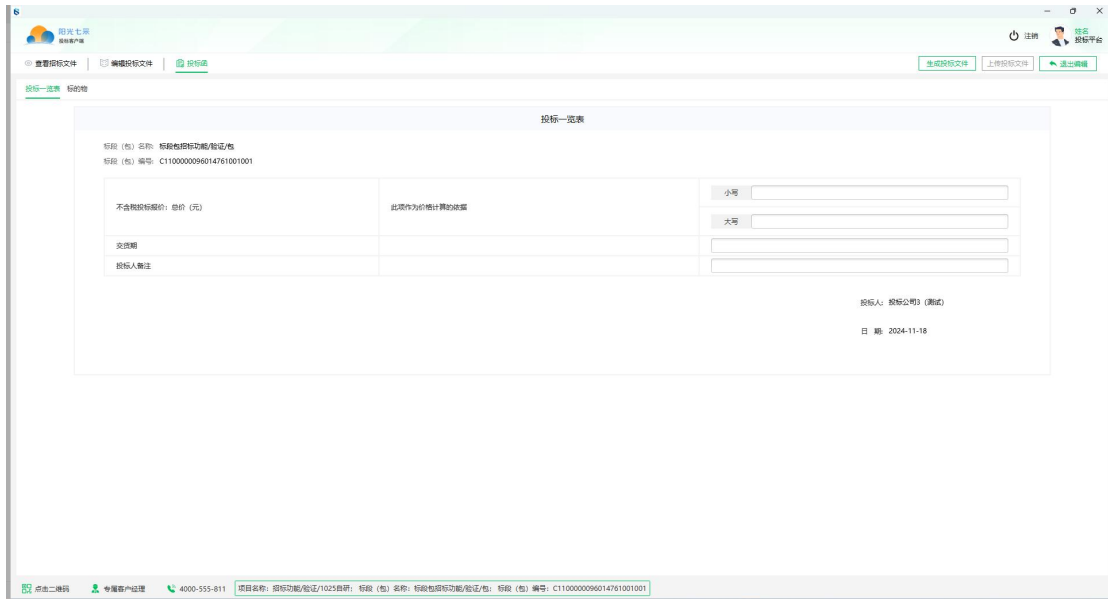 阳光七采
投标客户端
注销
姓名
投标平台
查看招标文件
编辑投标文件
投标函
生成投标文件
上传投标文件
退出编辑
投标一览表 标的物
投标一览表
标段（包）名称: 标段包招标功能/验证/包
标段（包）编号: C1100000096014761001001
不含税投标报价：总价（元）
此项作为价格计算的依据
小写
大写
交货期
投标人备注
投标人: 投标公司3（测试）
日 期: 2024-11-18
点击二维码
专属客户经理
4000-555-811
项目名称：招标功能/验证/1025自研； 标段（包）名称：标段包招标功能/验证/包； 标段（包）编号：C1100000096014761001001